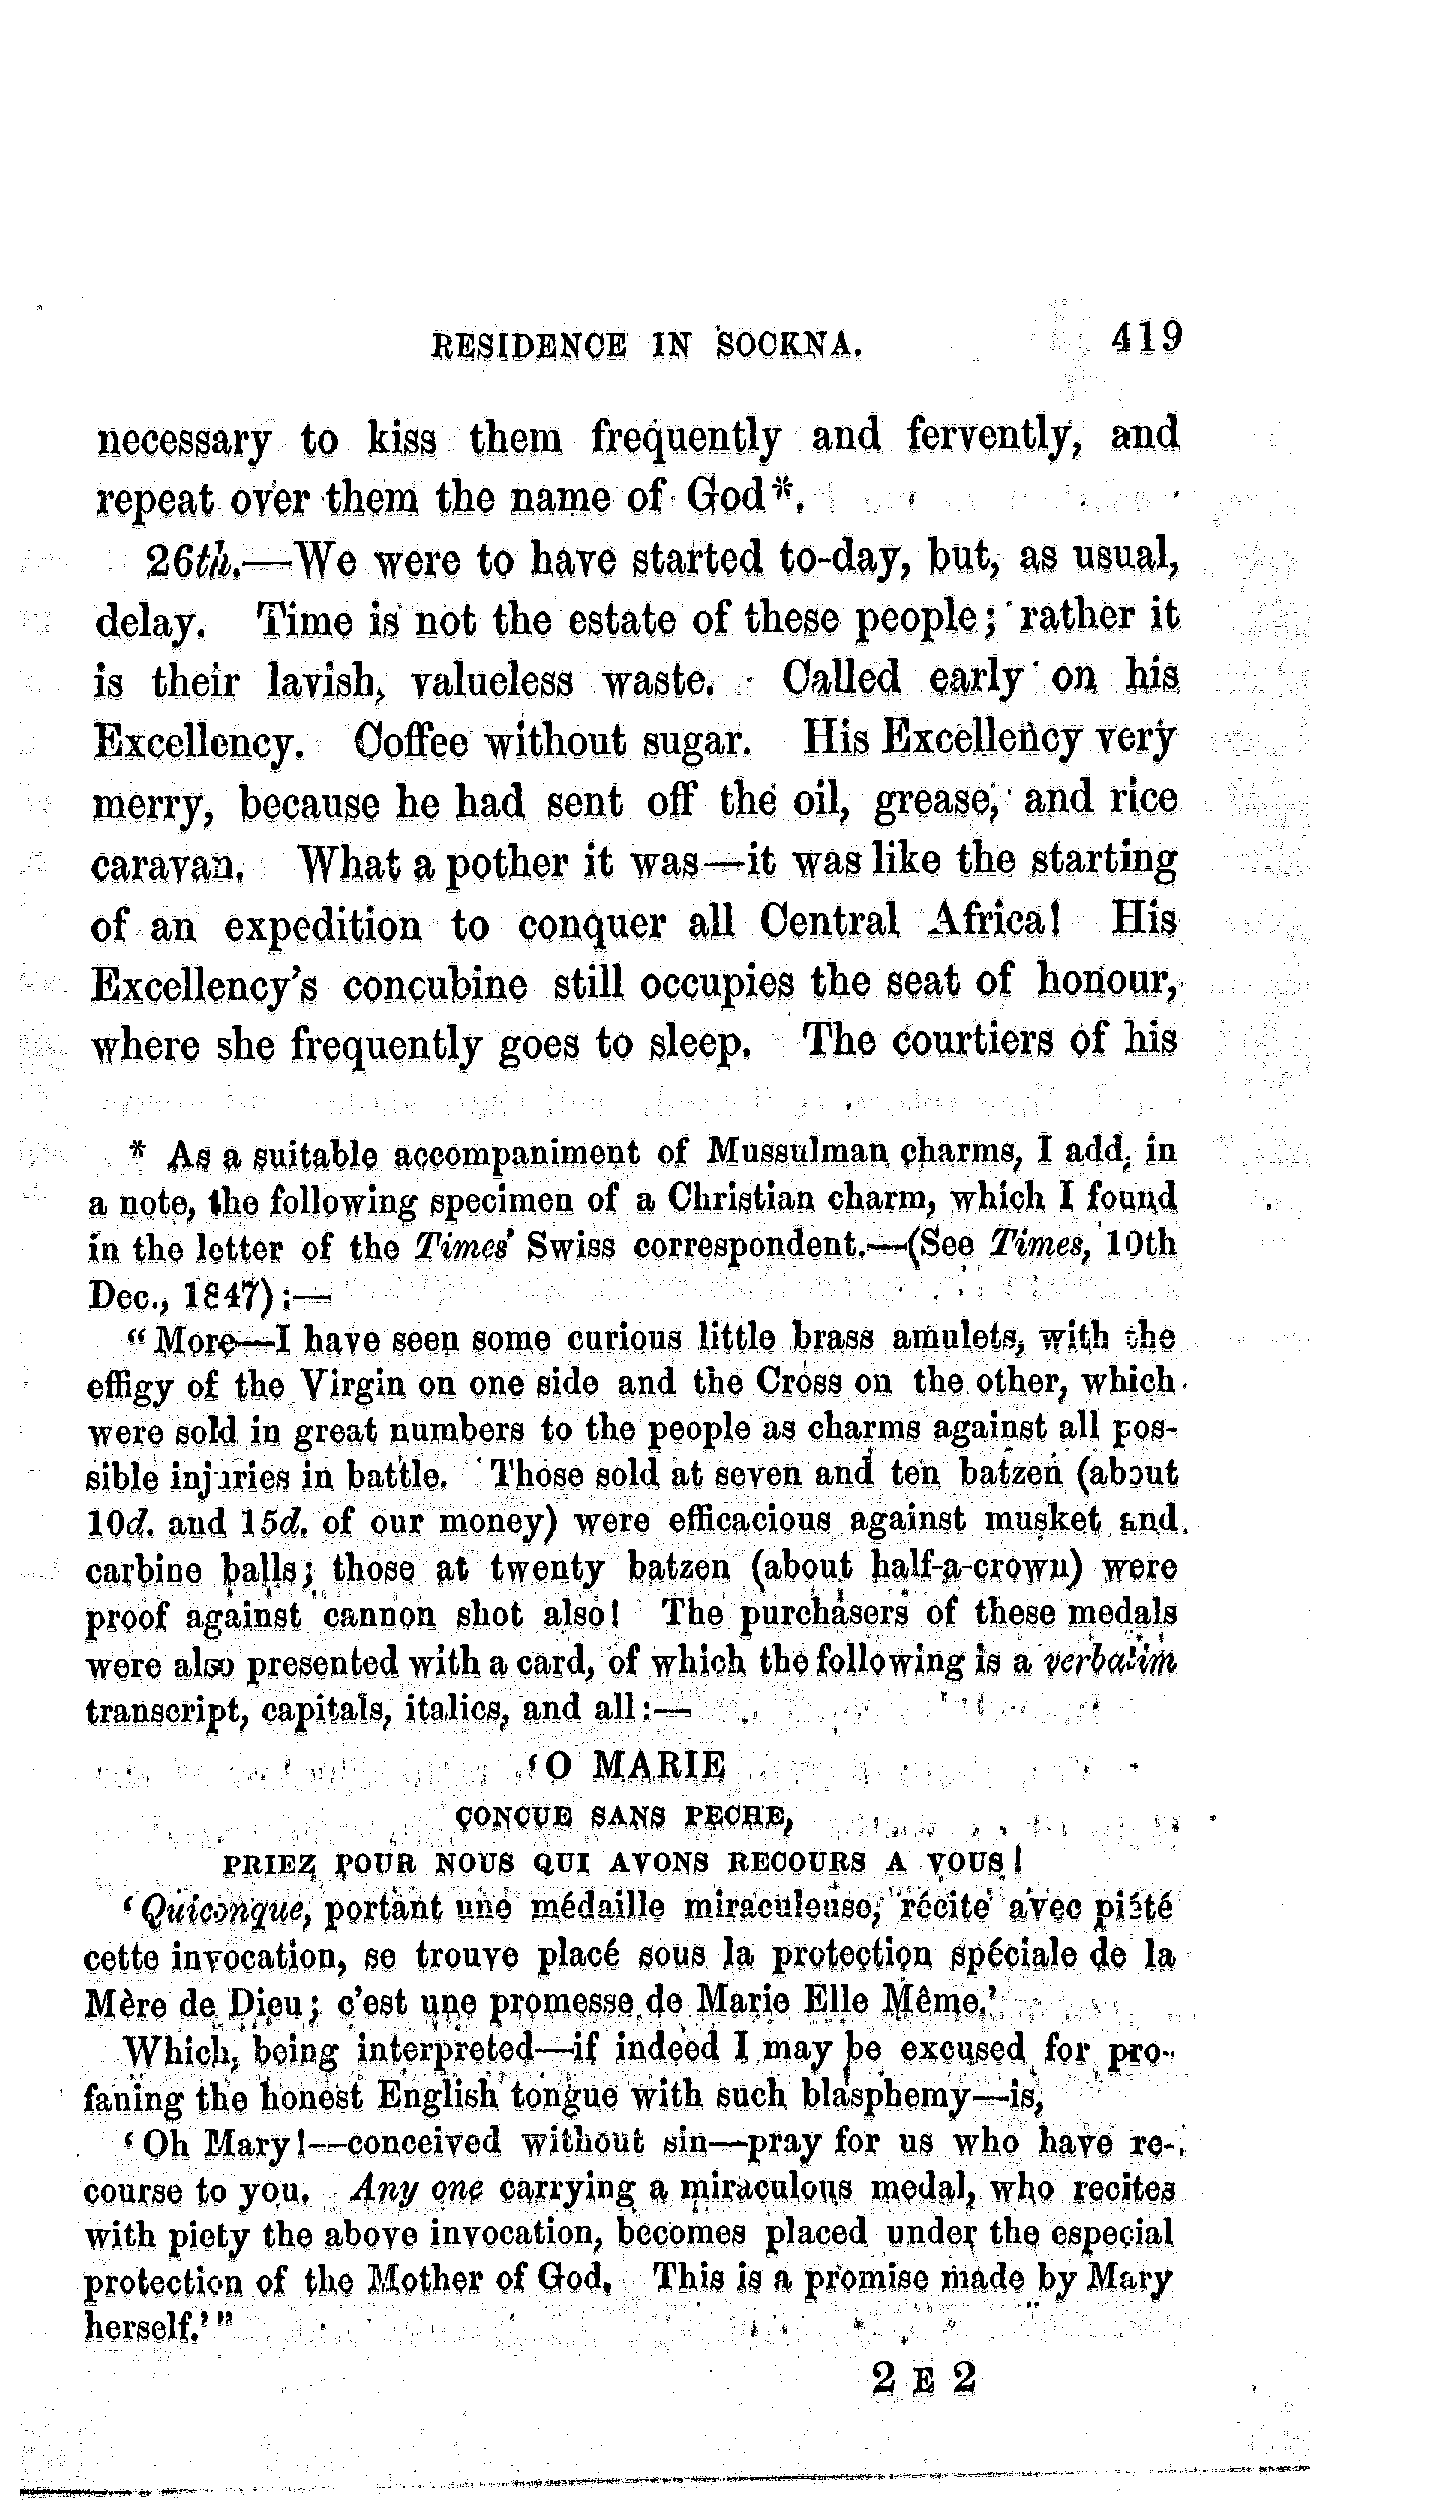 RESIDENCE IN SOCKNA. 419
necessary to kiss them frequently and fervently, and
repeat over them the name of God*.
26th.—We were to have started to-day, but, as usual,
delay. Time is not the estate of these people; rather it
is their lavish, valueless waste. Called early on his
Excellency. Coffee without sugar. His Excellency very
merry, because he had sent off the oil, grease, and rice
caravan. What a pother it was—it was like the starting
of an expedition to conquer all Central Africa! His
Excellency's concubine still occupies the seat of honour,
where she frequently goes to sleep. The courtiers of his
* As a suitable accompaniment of Mussulman charms, I add, in
a note, the following specimen of a Christian charm, which I found
in the letter of the Times' Swiss correspondent.—(See Times, 10th
Dec., 1847):—
"More—I have seen some curious little brass amulets, with the
effigy of the Virgin on one side and the Cross on the other, which
were sold in great numbers to the people as charms against all pos-
sible injuries in battle. Those sold at seven and ten batzen (about
10d. and 15d. of our money) were efficacious against musket and
carbine balls; those at twenty batzen (about half-a-crown) were
proof against cannon shot also! The purchasers of these medals
were also presented with a card, of which the following is a verbatim
transcript, capitals, italics, and all:—
'O MARIE
CONCUE SANS PECHE,
PRIEZ POUR NOUS QUI AVONS RECOURS A VOUS!
'Quiconque, portant une médaille miraculeuse, récite avec piété
cette invocation, se trouve placé sous la protection spéciale de la
Mère de Dieu; c'est une promesse de Marie Elle Même.'
Which, being interpreted—if indeed I may be excused for pro-
faning the honest English tongue with such blasphemy—is,
'Oh Mary!—conceived without sin—pray for us who have re-
course to you. Any one carrying a miraculous medal, who recites
with piety the above invocation, becomes placed under the especial
protection of the Mother of God. This is a promise made by Mary
herself.'"
2 E 2